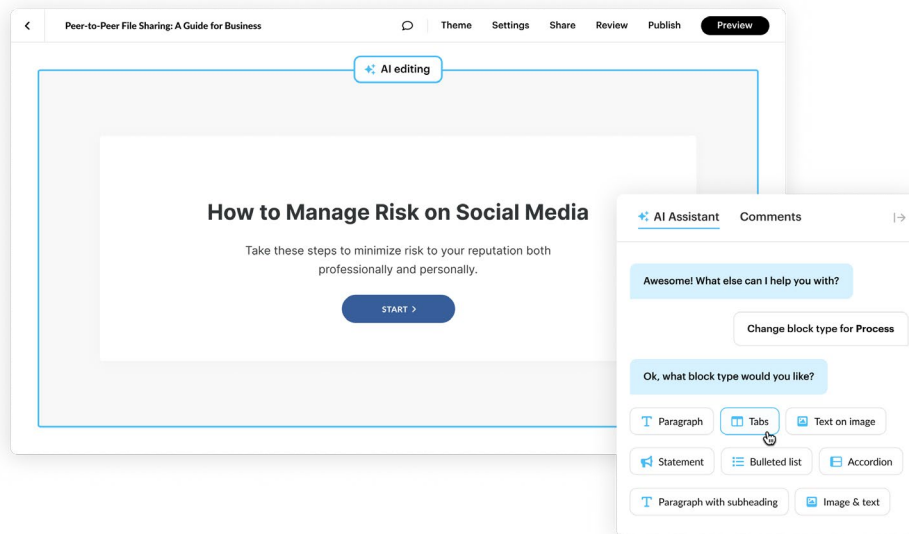 Peer-to-Peer File Sharing: A Guide for Business
Theme Settings Share Review Publish Preview
AI editing
How to Manage Risk on Social Media
Take these steps to minimize risk to your reputation both
professionally and personally.
START
AI Assistant Comments
Awesome! What else can I help you with?
Change block type for Process
Ok, what block type would you like?
Paragraph Tabs Text on image
Statement Bulleted list Accordion
Paragraph with subheading Image & text